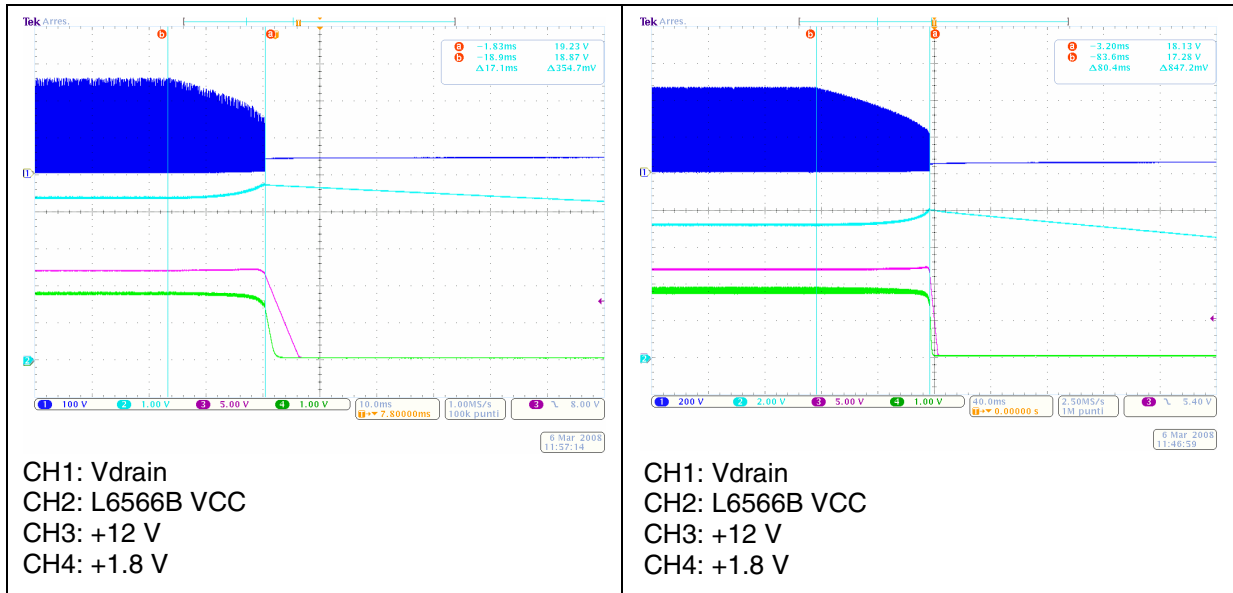 Tek Arres.
b
a
a −1.83ms 19.23 V
b −18.9ms 18.87 V
Δ17.1ms Δ354.7mV
1
2
1 100 V 2 1.00 V 3 5.00 V 4 1.00 V
10.0ms
T→▼ 7.80000ms
1.00MS/s
100k punti
3 8.00 V
6 Mar 2008
11:57:14
CH1: Vdrain
CH2: L6566B VCC
CH3: +12 V
CH4: +1.8 V
Tek Arres.
b
a
a −3.20ms 18.13 V
b −83.6ms 17.28 V
Δ80.4ms Δ847.2mV
1
2
1 200 V 2 2.00 V 3 5.00 V 4 1.00 V
40.0ms
T→▼ 0.00000 s
2.50MS/s
1M punti
3 5.40 V
6 Mar 2008
11:46:59
CH1: Vdrain
CH2: L6566B VCC
CH3: +12 V
CH4: +1.8 V